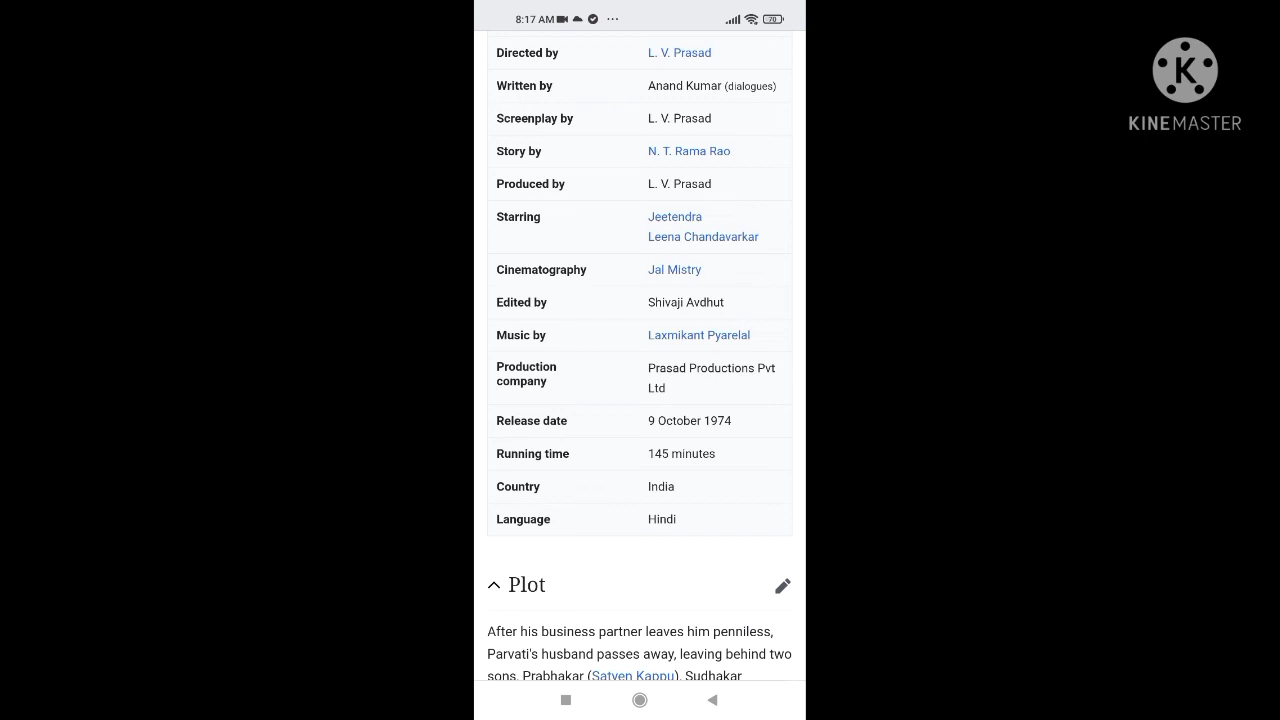 8:17 AM
70
Directed by L. V. Prasad
Written by Anand Kumar (dialogues)
Screenplay by L. V. Prasad
Story by N. T. Rama Rao
Produced by L. V. Prasad
Starring Jeetendra
Leena Chandavarkar
Cinematography Jal Mistry
Edited by Shivaji Avdhut
Music by Laxmikant Pyarelal
Production company Prasad Productions Pvt Ltd
Release date 9 October 1974
Running time 145 minutes
Country India
Language Hindi
Plot
After his business partner leaves him penniless,
Parvati's husband passes away, leaving behind two
sons, Prabhakar (Satyen Kappu), Sudhakar
K
KINEMASTER